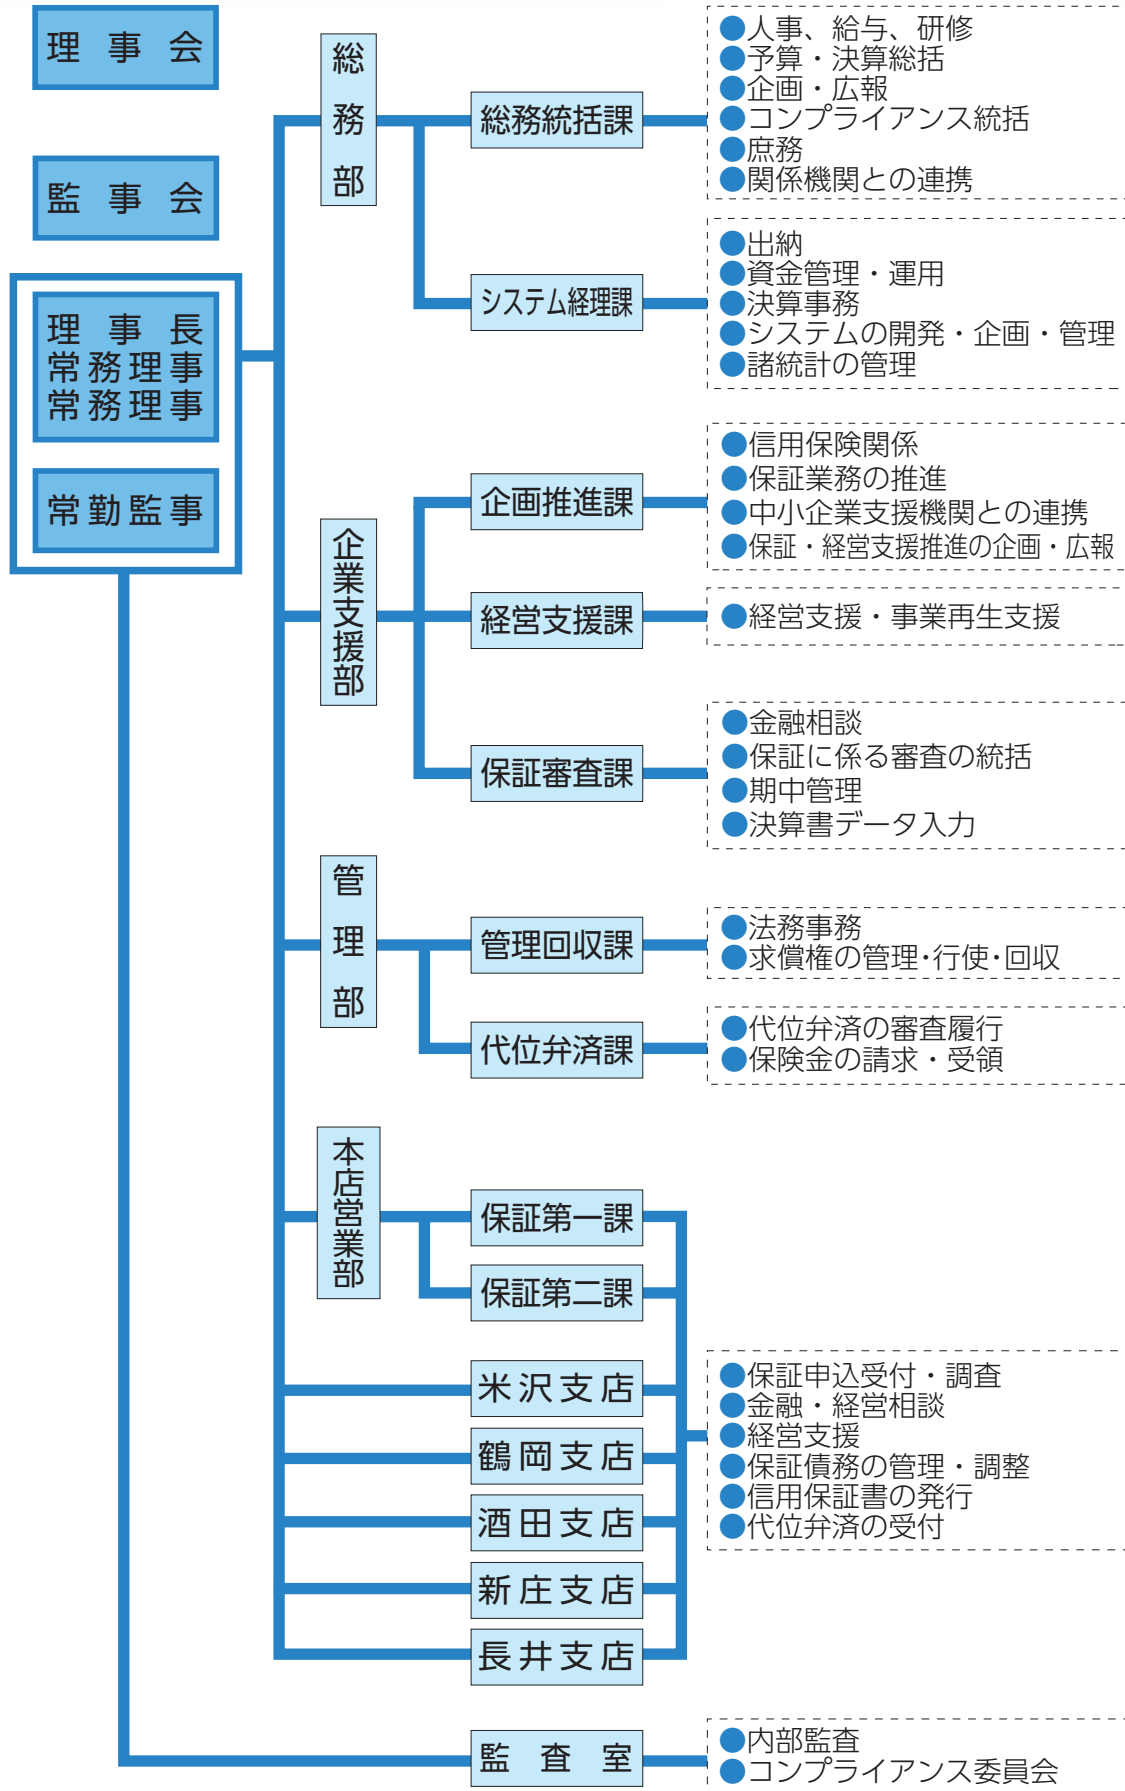 理事会
監事会
理事長
常務理事
常務理事
常勤監事
総務部
総務統括課
●人事、給与、研修
●予算・決算総括
●企画・広報
●コンプライアンス統括
●庶務
●関係機関との連携
システム経理課
●出納
●資金管理・運用
●決算事務
●システムの開発・企画・管理
●諸統計の管理
企業支援部
企画推進課
●信用保険関係
●保証業務の推進
●中小企業支援機関との連携
●保証・経営支援推進の企画・広報
経営支援課
●経営支援・事業再生支援
保証審査課
●金融相談
●保証に係る審査の統括
●期中管理
●決算書データ入力
管理部
管理回収課
●法務事務
●求償権の管理・行使・回収
代位弁済課
●代位弁済の審査履行
●保険金の請求・受領
本店営業部
保証第一課
保証第二課
米沢支店
鶴岡支店
酒田支店
新庄支店
長井支店
●保証申込受付・調査
●金融・経営相談
●経営支援
●保証債務の管理・調整
●信用保証書の発行
●代位弁済の受付
監査室
●内部監査
●コンプライアンス委員会